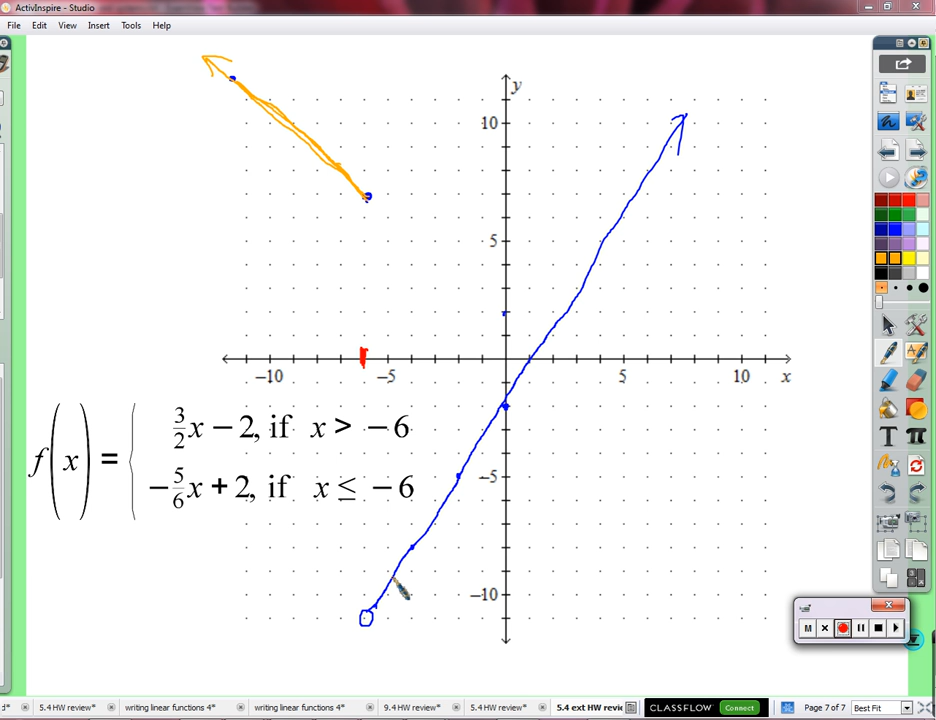 ActivInspire - Studio
File Edit View Insert Tools Help
y
10
5
-10 -5 5 10 x
-5
-10
f(x) = { 3/2x − 2, if x > −6
−5/6x + 2, if x ≤ −6
M
d* 5.4 HW review* writing linear functions 4* writing linear functions 4* 9.4 HW review* 5.4 HW review* 5.4 ext HW revie CLASSFLOW Connect Page 7 of 7 Best Fit